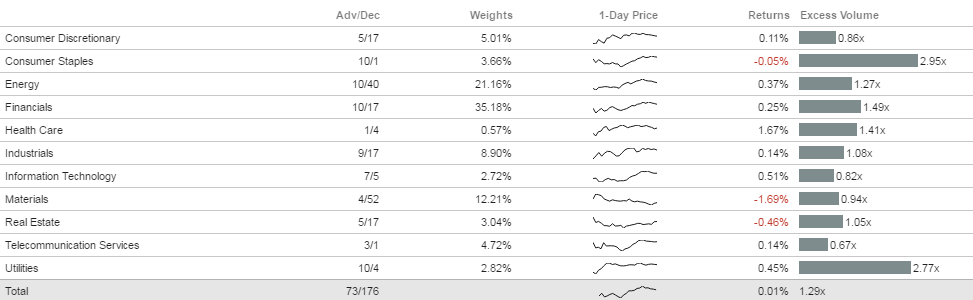 Adv/Dec Weights 1-Day Price Returns Excess Volume
Consumer Discretionary 5/17 5.01% 0.11% 0.86x
Consumer Staples 10/1 3.66% -0.05% 2.95x
Energy 10/40 21.16% 0.37% 1.27x
Financials 10/17 35.18% 0.25% 1.49x
Health Care 1/4 0.57% 1.67% 1.41x
Industrials 9/17 8.90% 0.14% 1.08x
Information Technology 7/5 2.72% 0.51% 0.82x
Materials 4/52 12.21% -1.69% 0.94x
Real Estate 5/17 3.04% -0.46% 1.05x
Telecommunication Services 3/1 4.72% 0.14% 0.67x
Utilities 10/4 2.82% 0.45% 2.77x
Total 73/176 0.01% 1.29x